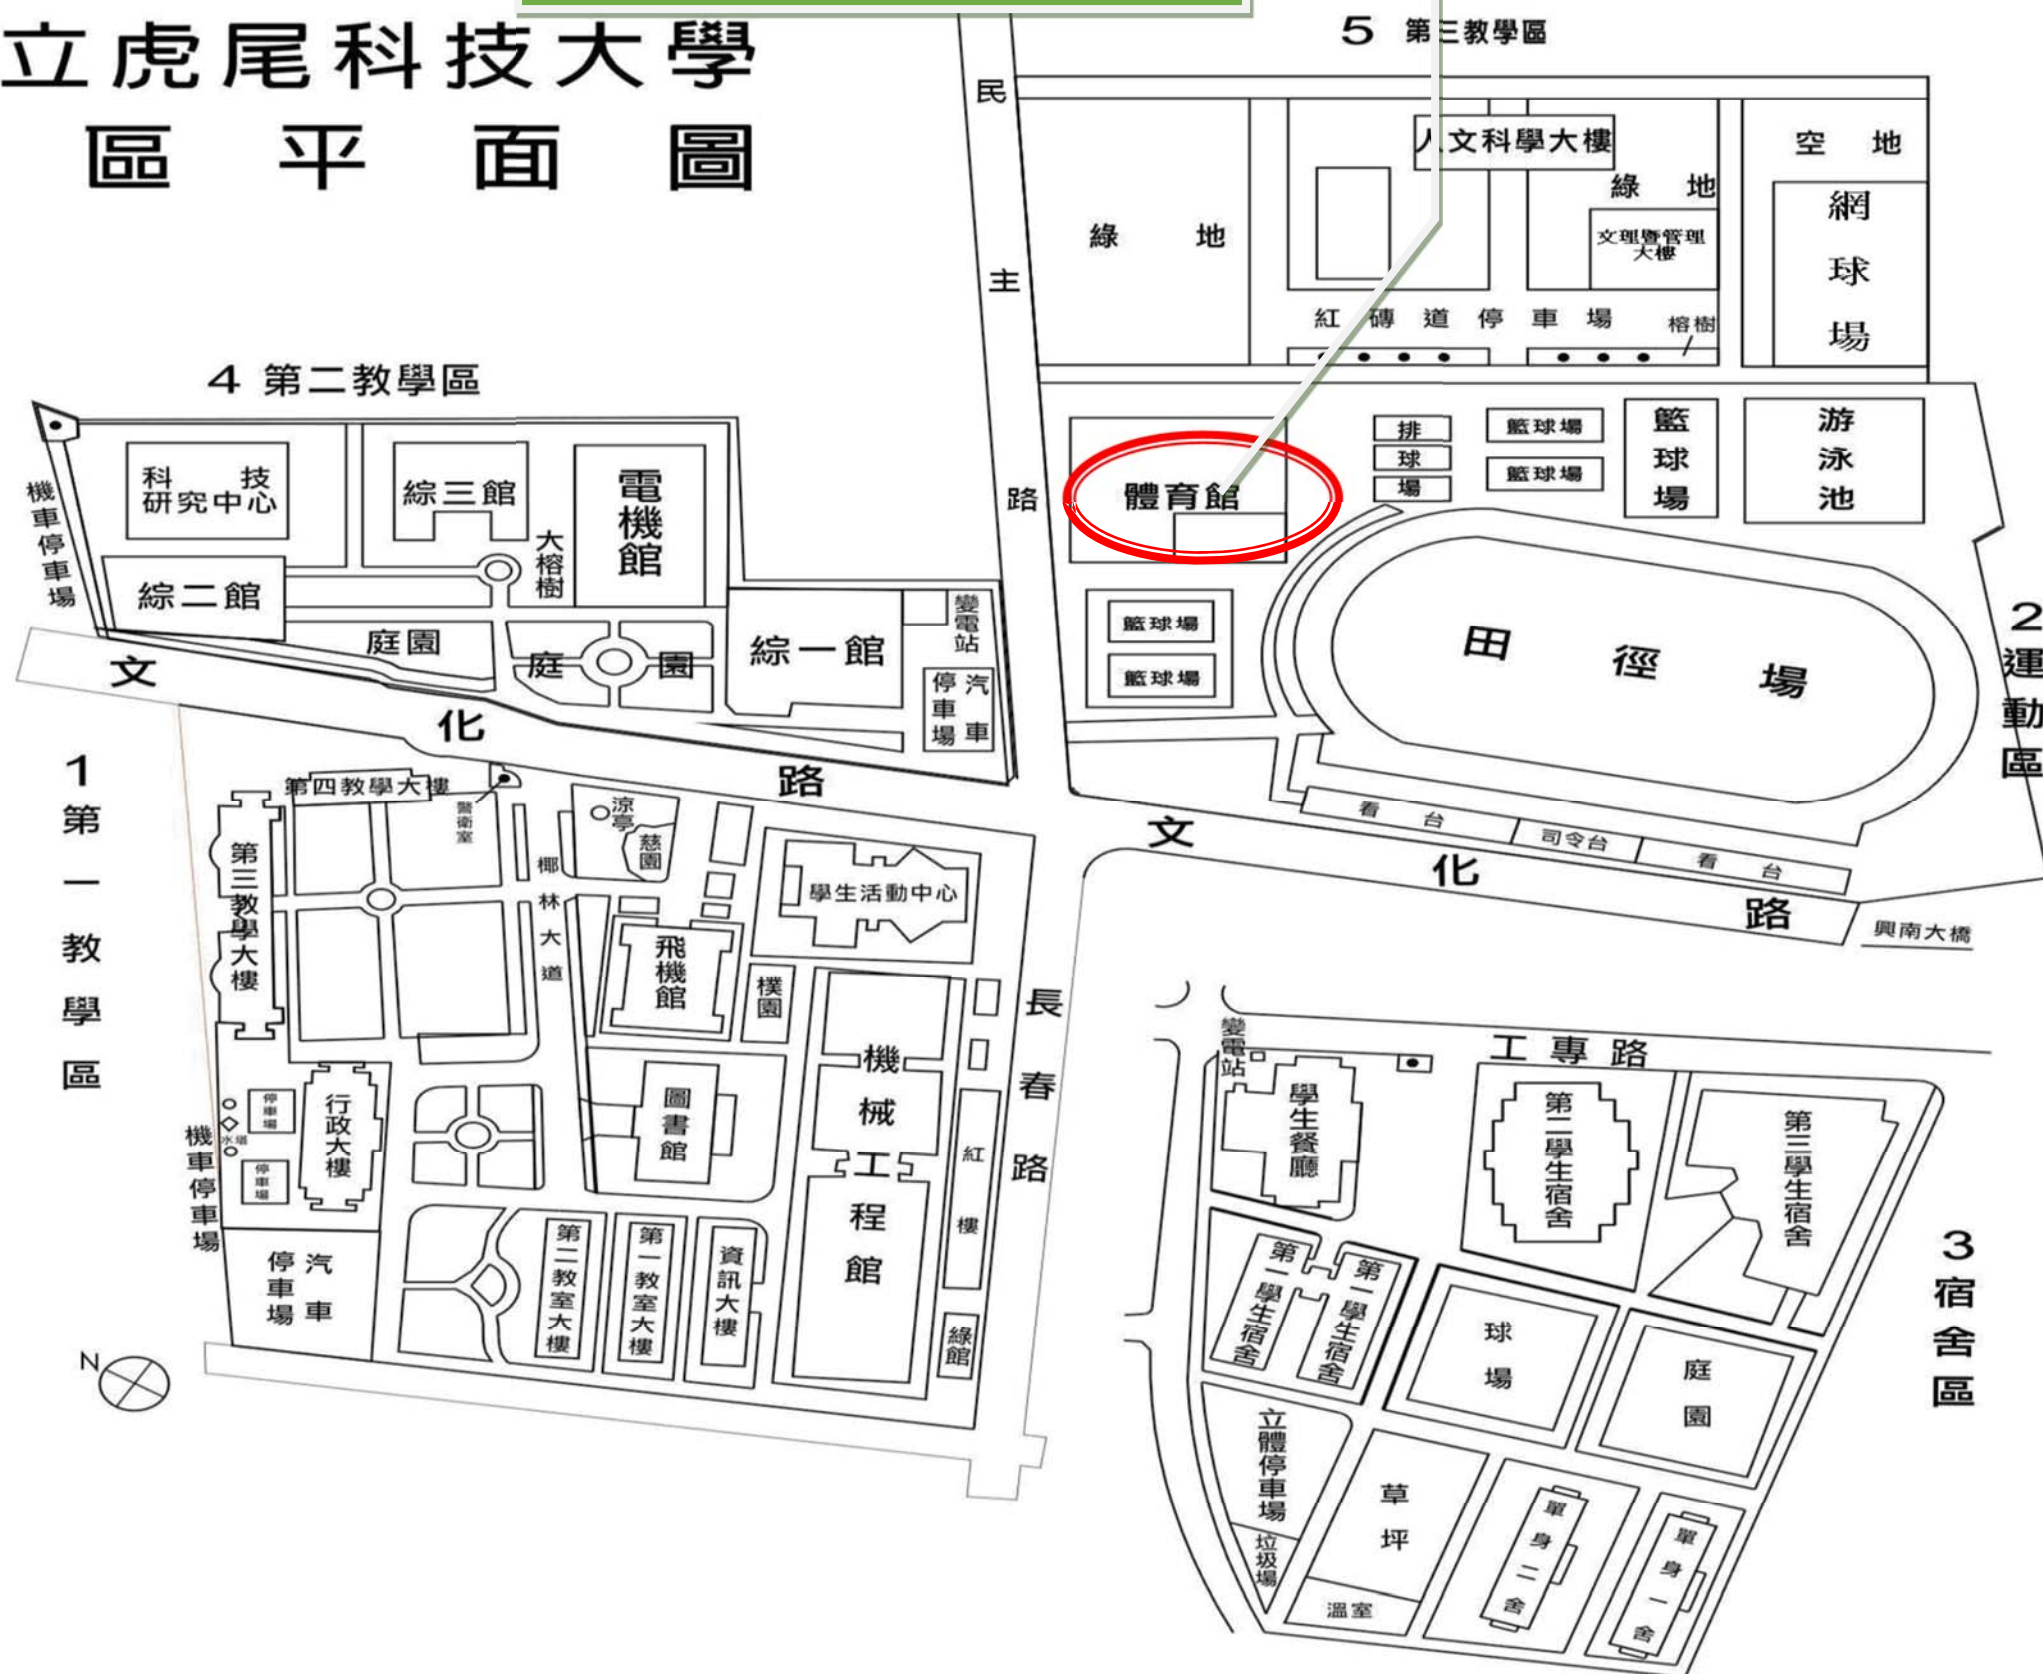 立虎尾科技大學
區平面圖
5 第三教學區
民主路
人文科學大樓
空地
綠地
綠地
文理暨管理
大樓
網球場
紅磚道停車場
榕樹
4 第二教學區
科技
研究中心
綜三館
電機館
大榕樹
機車停車場
綜二館
庭園
庭園
綜一館
變電站
汽車
停車場
體育館
排球場
籃球場
籃球場
籃球場
游泳池
籃球場
籃球場
田徑場
2 運動區
文化路
看台
司令台
看台
文化路
興南大橋
1 第一教學區
第四教學大樓
警衛室
第三教學大樓
椰林大道
涼亭
慈園
學生活動中心
飛機館
樸園
機械工程館
長春路
紅樓
綠館
圖書館
行政大樓
停車場
水塔
停車場
機車停車場
汽車
停車場
第二教室大樓
第一教室大樓
資訊大樓
N
工專路
變電站
學生餐廳
第二學生宿舍
第三學生宿舍
3 宿舍區
第一學生宿舍
第一學生宿舍
球場
庭園
立體停車場
垃圾場
草坪
溫室
單身二舍
單身一舍